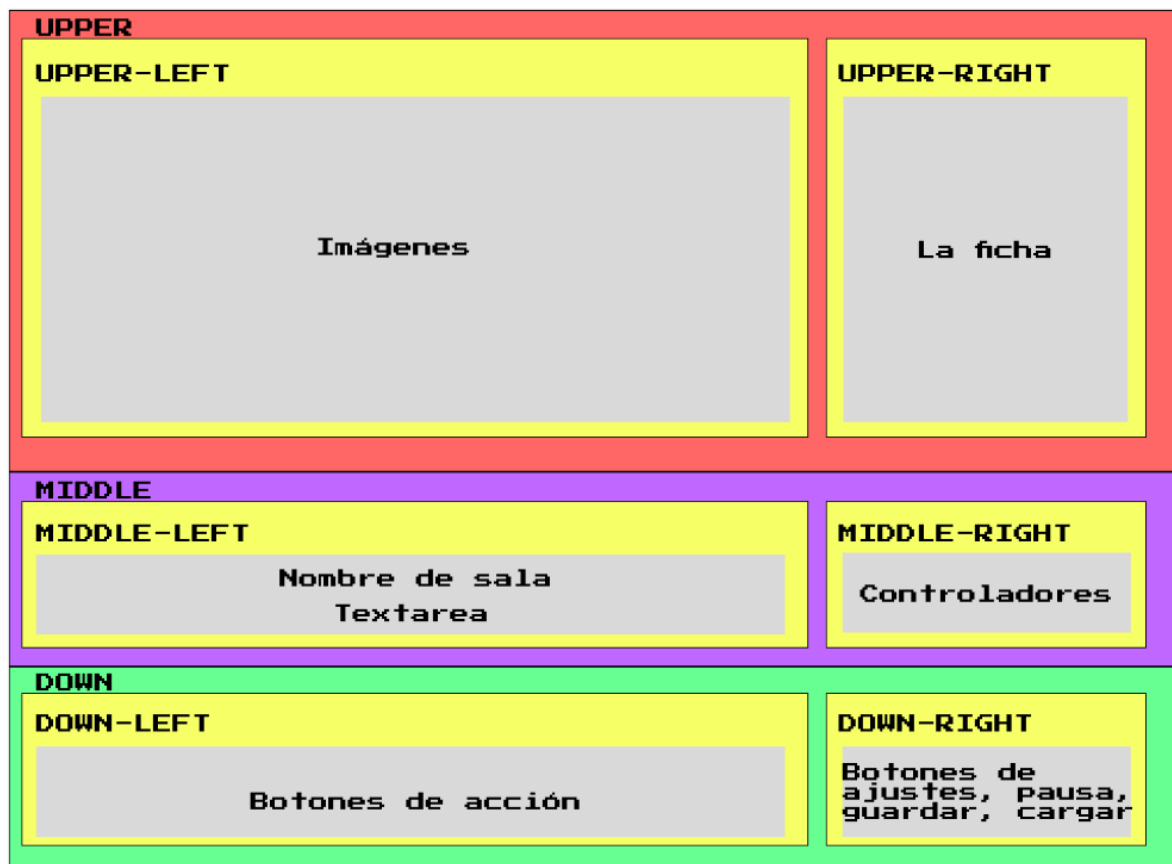 UPPER
UPPER-LEFT
UPPER-RIGHT
Imágenes
La ficha
MIDDLE
MIDDLE-LEFT
MIDDLE-RIGHT
Nombre de sala
Textarea
Controladores
DOWN
DOWN-LEFT
DOWN-RIGHT
Botones de acción
Botones de
ajustes, pausa,
guardar, cargar